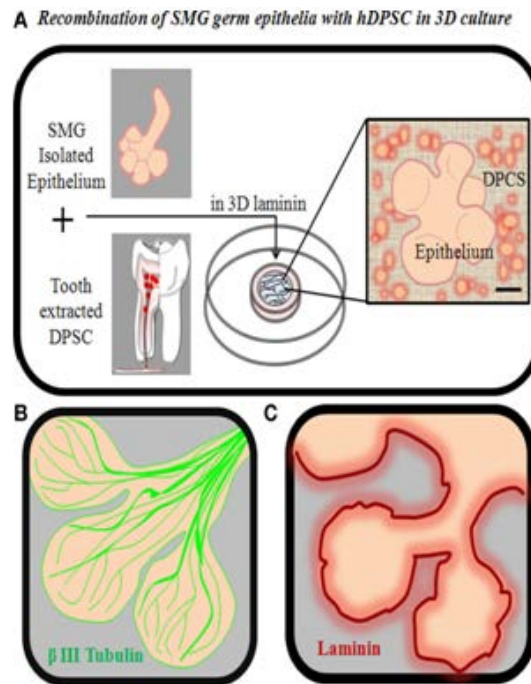 A Recombination of SMG germ epithelia with hDPSC in 3D culture
SMG
Isolated
Epithelium
+
Tooth
extracted
DPSC
in 3D laminin
DPCS
Epithelium
B
β III Tubulin
C
Laminin